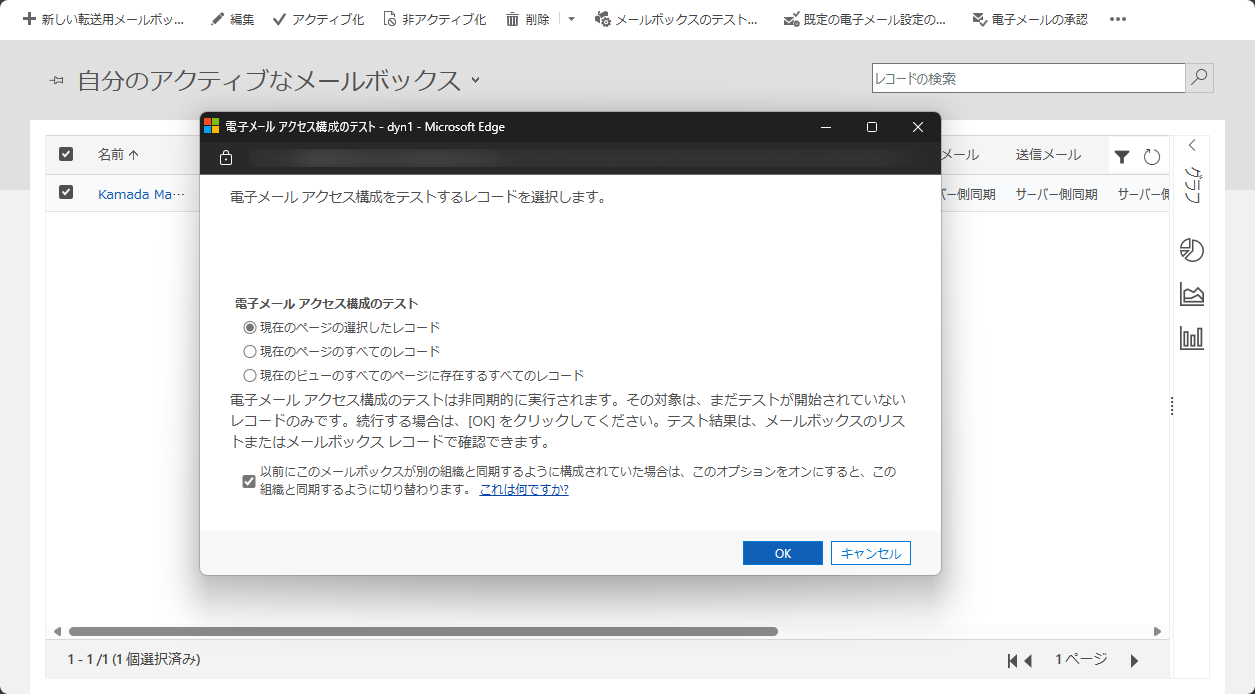 新しい転送用メールボッ...
編集
アクティブ化
非アクティブ化
削除
メールボックスのテスト...
既定の電子メール設定の...
電子メールの承認
自分のアクティブなメールボックス
レコードの検索
電子メール アクセス構成のテスト - dyn1 - Microsoft Edge
名前
メール
送信メール
グラフ
Kamada Ma...
バー側同期
サーバー側同期
サーバー側
電子メール アクセス構成をテストするレコードを選択します。
電子メール アクセス構成のテスト
現在のページの選択したレコード
現在のページのすべてのレコード
現在のビューのすべてのページに存在するすべてのレコード
電子メール アクセス構成のテストは非同期的に実行されます。その対象は、まだテストが開始されていない
レコードのみです。続行する場合は、[OK] をクリックしてください。テスト結果は、メールボックスのリス
トまたはメールボックス レコードで確認できます。
以前にこのメールボックスが別の組織と同期するように構成されていた場合は、このオプションをオンにすると、この
組織と同期するように切り替わります。 これは何ですか?
OK
キャンセル
1 - 1 /1 (1 個選択済み)
1 ページ